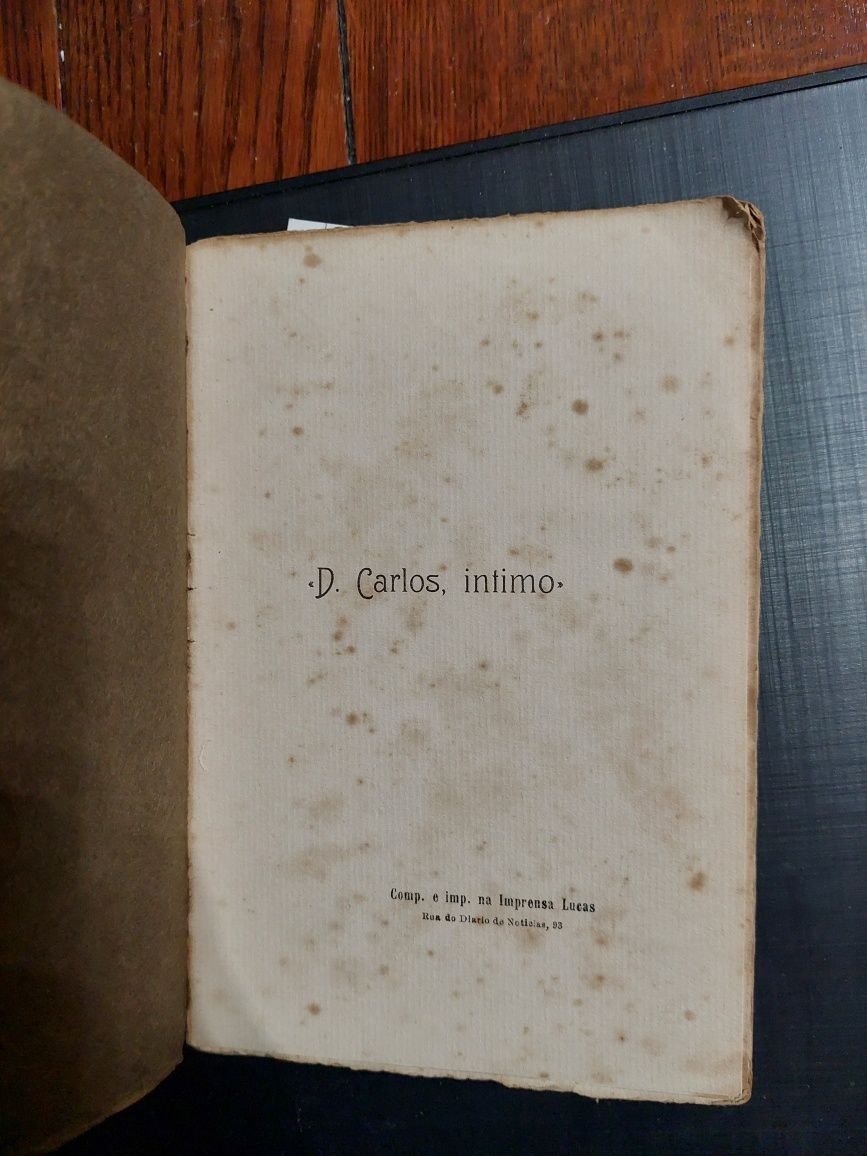 «D. Carlos, intimo»
Comp. e imp. na Imprensa Lucas
Rua do Diario de Noticias, 93